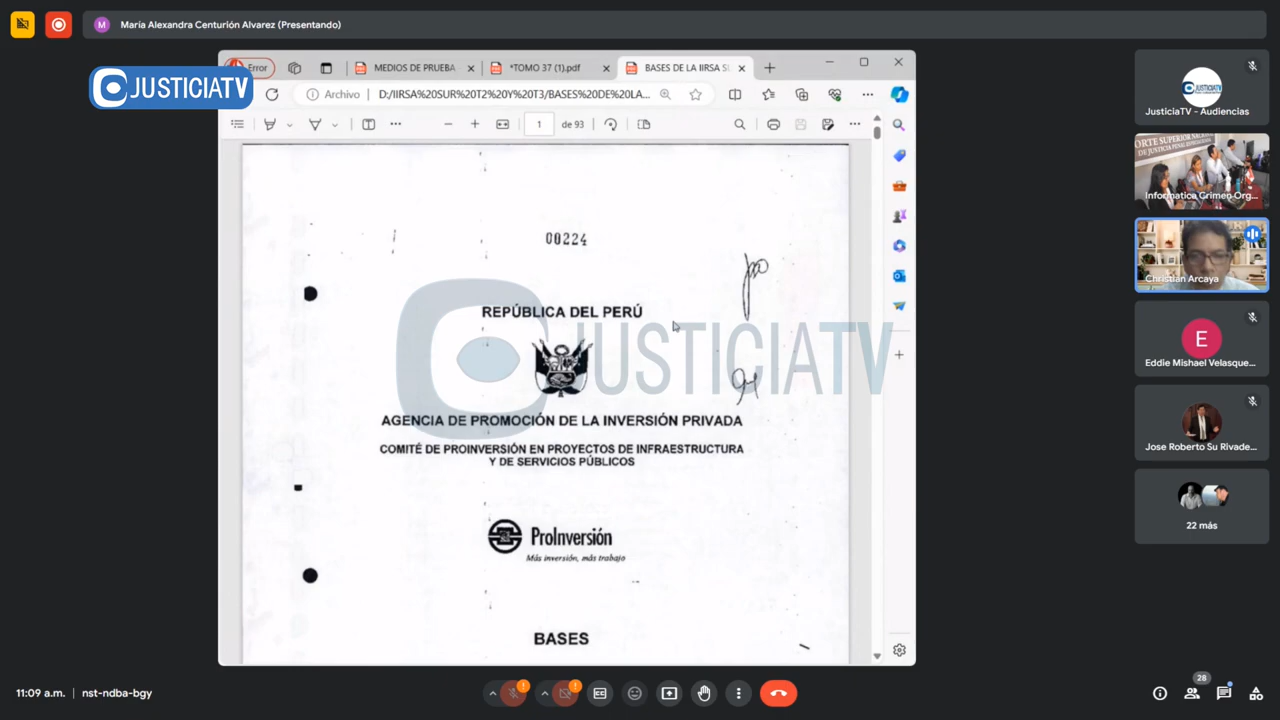 María Alexandra Centurión Alvarez (Presentando)
M
JUSTICIATV
Error
MEDIOS DE PRUEBA
*TOMO 37 (1).pdf
BASES DE LA IIRSA SU
Archivo
D:/IIRSA%20SUR%20T2%20Y%20T3/BASES%20DE%20LA...
1
de 93
00224
REPÚBLICA DEL PERÚ
JUSTICIATV
AGENCIA DE PROMOCIÓN DE LA INVERSIÓN PRIVADA
COMITÉ DE PROINVERSIÓN EN PROYECTOS DE INFRAESTRUCTURA
Y DE SERVICIOS PÚBLICOS
ProInversión
Más inversión, más trabajo
BASES
JusticiaTV - Audiencias
Informatica Crimen Org...
Christian Arcaya
E
Eddie Mishael Velasque...
Jose Roberto Su Rivade...
22 más
11:09 a.m.
nst-ndba-bgy
28